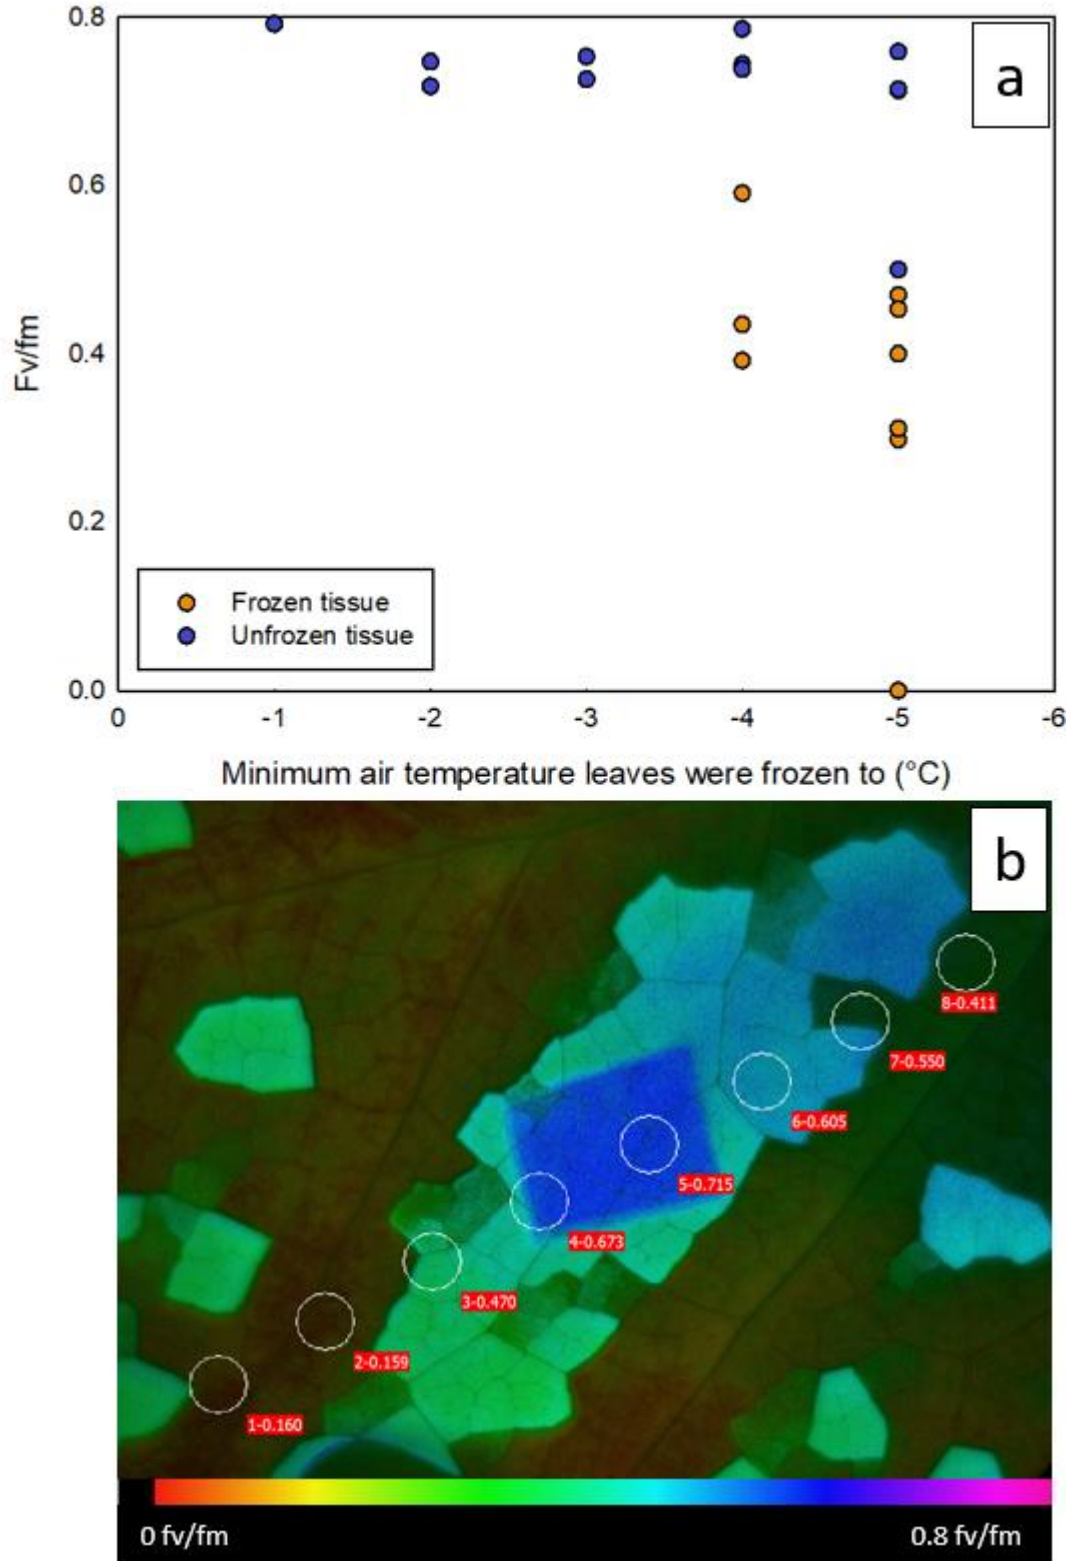 0.8
a
0.6
Fv/fm
0.4
0.2
Frozen tissue
Unfrozen tissue
0.0
0 -1 -2 -3 -4 -5 -6
Minimum air temperature leaves were frozen to (°C)
b
8-0.411
7-0.550
6-0.605
5-0.715
4-0.673
3-0.470
2-0.159
1-0.160
0 fv/fm 0.8 fv/fm